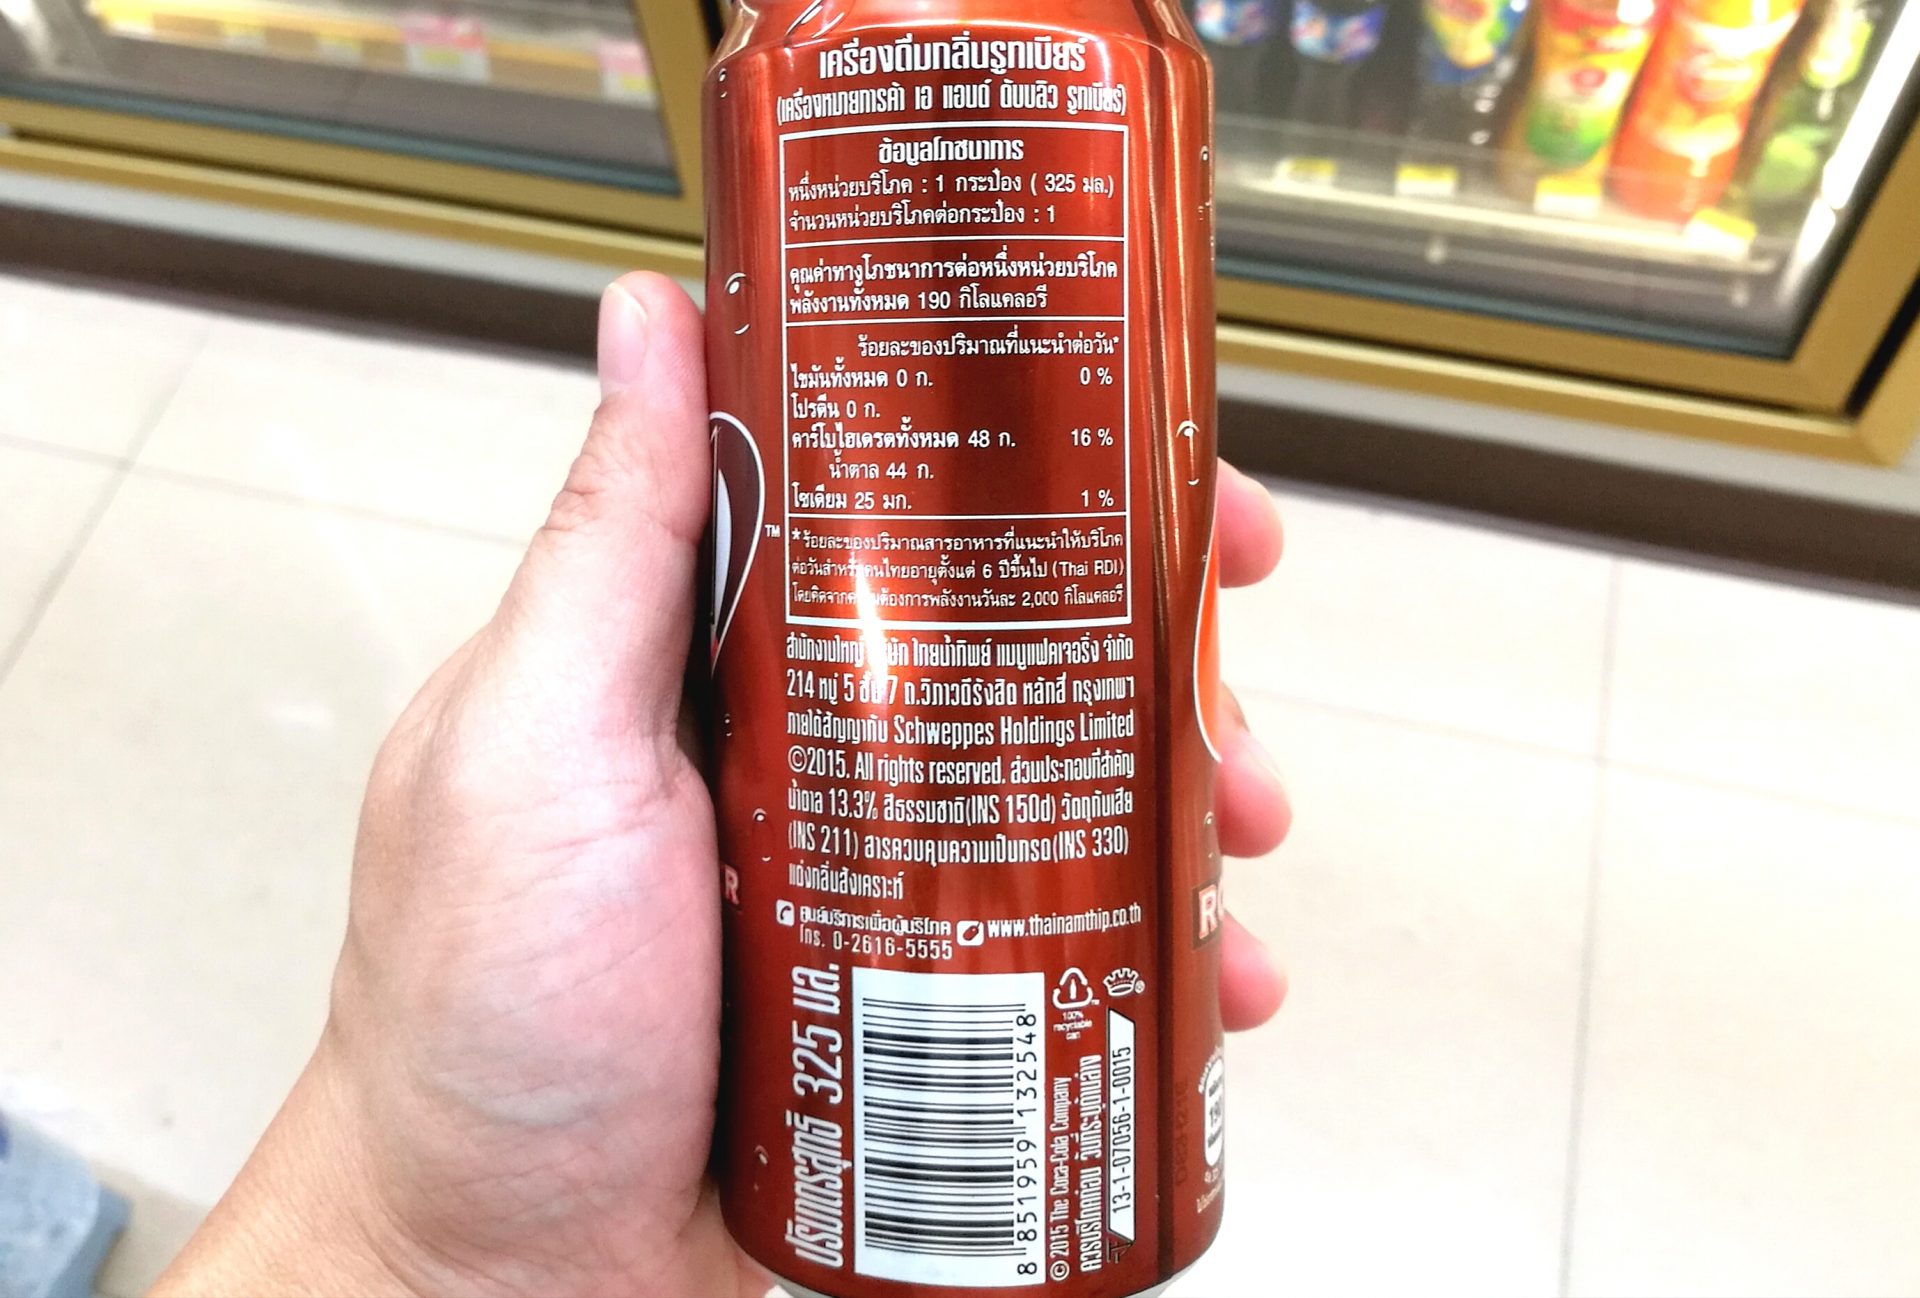 เครื่องดื่มกลิ่นรูทเบียร์
(เครื่องหมายการค้า เอ แอนด์ ดับบลิว รูทเบียร์)
ข้อมูลโภชนาการ
หนึ่งหน่วยบริโภค : 1 กระป๋อง ( 325 มล.)
จำนวนหน่วยบริโภคต่อกระป๋อง : 1
คุณค่าทางโภชนาการต่อหนึ่งหน่วยบริโภค
พลังงานทั้งหมด 190 กิโลแคลอรี
ร้อยละของปริมาณที่แนะนำต่อวัน*
ไขมันทั้งหมด 0 ก. 0 %
โปรตีน 0 ก.
คาร์โบไฮเดรตทั้งหมด 48 ก. 16 %
น้ำตาล 44 ก.
โซเดียม 25 มก. 1 %
*ร้อยละของปริมาณสารอาหารที่แนะนำให้บริโภค
ต่อวันสำหรับคนไทยอายุตั้งแต่ 6 ปีขึ้นไป (Thai RDI)
โดยคิดจากความต้องการพลังงานวันละ 2,000 กิโลแคลอรี
TM
สำนักงานใหญ่ บริษัท ไทยน้ำทิพย์ แมนูแฟคเจอริ่ง จำกัด
214 หมู่ 5 ชั้น 7 ถ.วิภาวดีรังสิต หลักสี่ กรุงเทพฯ
ภายใต้สัญญากับ Schweppes Holdings Limited
©2015. All rights reserved. ส่วนประกอบที่สำคัญ
น้ำตาล 13.3% สีธรรมชาติ(INS 150d) วัตถุกันเสีย
(INS 211) สารควบคุมความเป็นกรด(INS 330)
แต่งกลิ่นสังเคราะห์
ศูนย์บริการเพื่อผู้บริโภค
โทร. 0-2616-5555
www.thainamthip.co.th
ปริมาตรสุทธิ 325 มล.
8 851959 132548
100%
recyclable
can
© 2015 The Coca-Cola Company
ควรบริโภคก่อน วันที่ระบุด้านล่าง
13-1-07056-1-0015